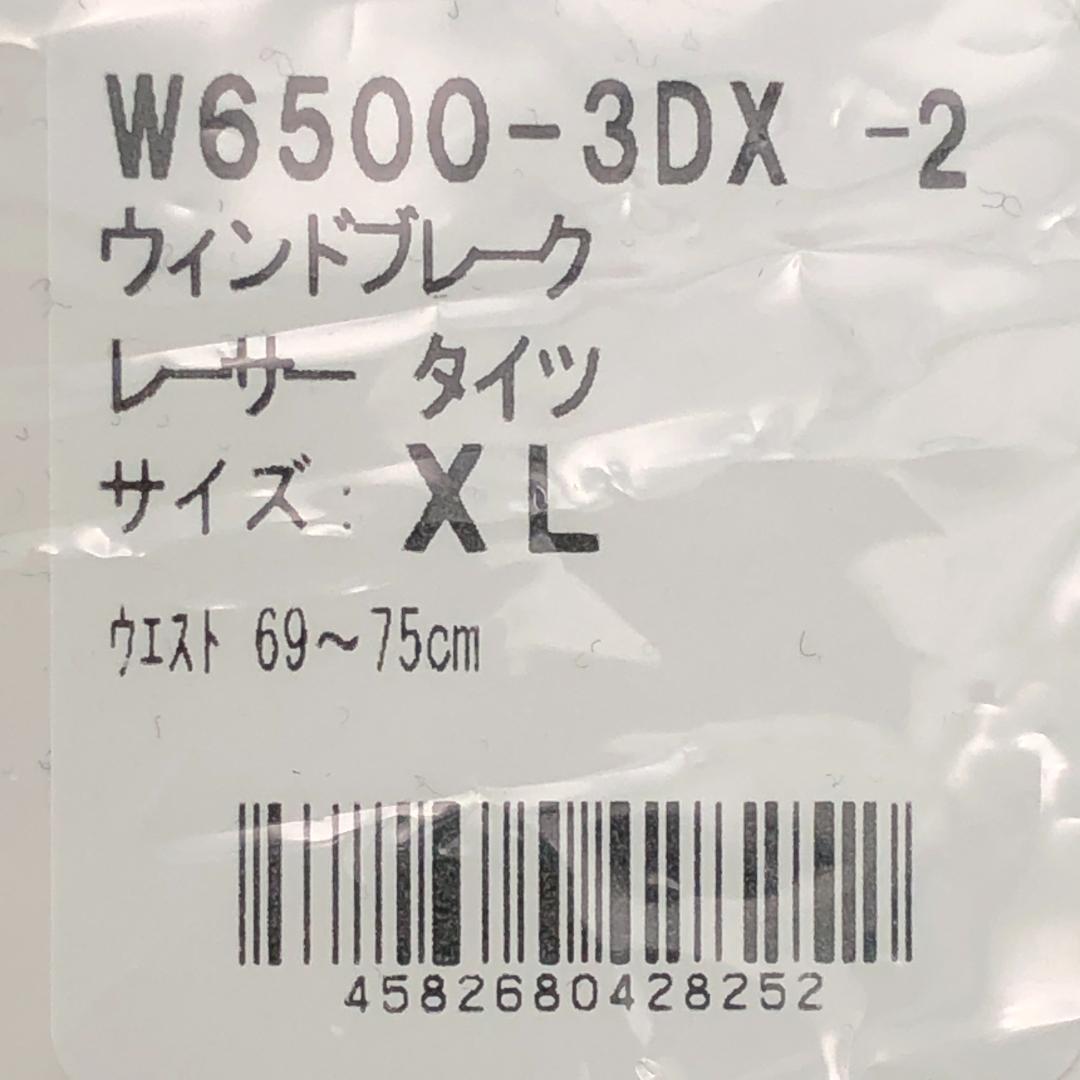 W6500-3DX -2
ウィンドブレーク
レーサー タイツ
サイズ: XL
ウエスト 69～75cm
4582680428252